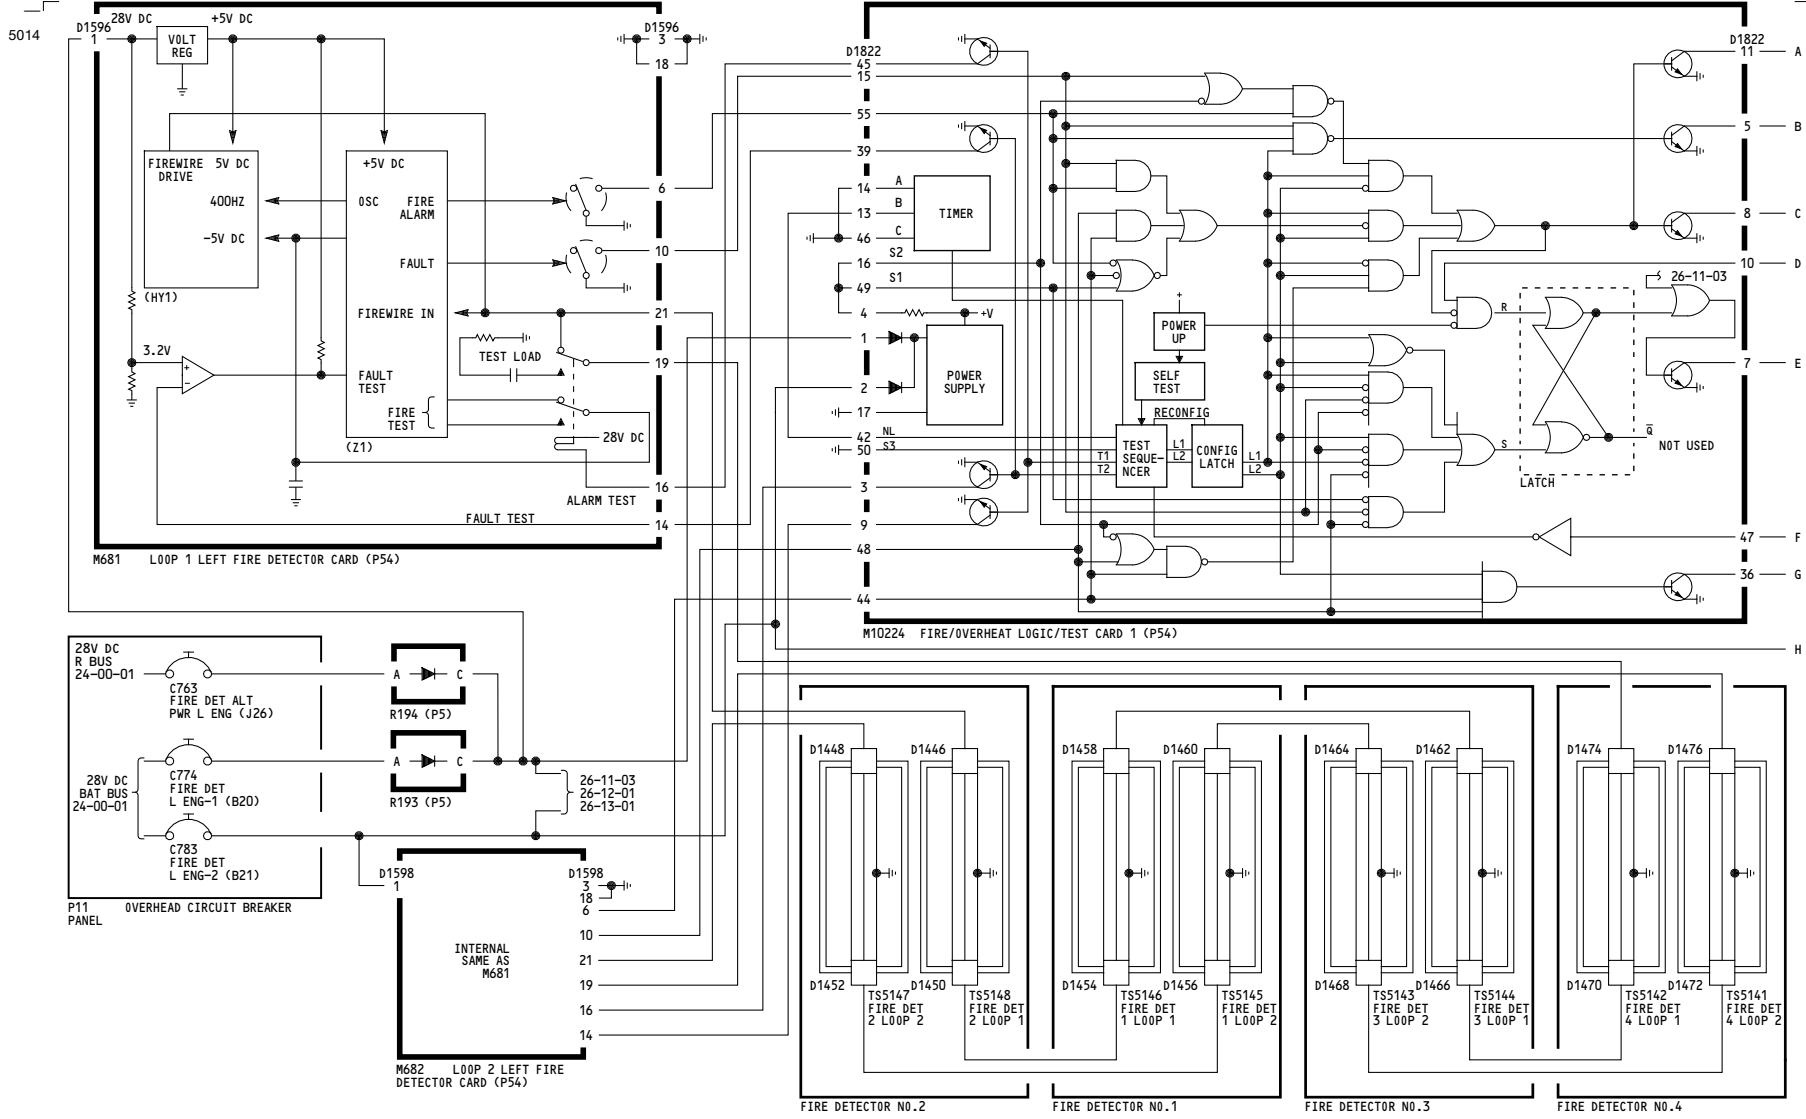 5014
D1596
1
28V DC
+5V DC
VOLT
REG
D1596
3
18
FIREWIRE
DRIVE
5V DC
400HZ
-5V DC
(HY1)
+5V DC
OSC
FIRE
ALARM
FAULT
FIREWIRE IN
FAULT
TEST
FIRE
TEST
(Z1)
3.2V
+
-
TEST LOAD
28V DC
6
10
21
19
16
14
ALARM TEST
FAULT TEST
M681 LOOP 1 LEFT FIRE DETECTOR CARD (P54)
D1822
45
15
55
39
14
13
46
16
49
4
1
2
17
42
50
3
9
48
44
A
B
C
S2
S1
TIMER
+V
POWER
SUPPLY
NL
S3
T1
T2
+
POWER
UP
SELF
TEST
RECONFIG
TEST
SEQUE-
NCER
L1
L2
CONFIG
LATCH
L1
L2
R
S
LATCH
Q
NOT USED
26-11-03
D1822
11 A
5 B
8 C
10 D
7 E
47 F
36 G
H
M10224 FIRE/OVERHEAT LOGIC/TEST CARD 1 (P54)
28V DC
R BUS
24-00-01
C763
FIRE DET ALT
PWR L ENG (J26)
28V DC
BAT BUS
24-00-01
C774
FIRE DET
L ENG-1 (B20)
C783
FIRE DET
L ENG-2 (B21)
P11 OVERHEAD CIRCUIT BREAKER
PANEL
A C
R194 (P5)
A C
R193 (P5)
26-11-03
26-12-01
26-13-01
D1598
1
D1598
3
18
6
10
21
19
16
14
INTERNAL
SAME AS
M681
M682 LOOP 2 LEFT FIRE
DETECTOR CARD (P54)
D1448
D1446
D1452
D1450
TS5147
FIRE DET
2 LOOP 2
TS5148
FIRE DET
2 LOOP 1
FIRE DETECTOR NO.2
D1458
D1460
D1454
D1456
TS5146
FIRE DET
1 LOOP 1
TS5145
FIRE DET
1 LOOP 2
FIRE DETECTOR NO.1
D1464
D1462
D1468
D1466
TS5143
FIRE DET
3 LOOP 2
TS5144
FIRE DET
3 LOOP 1
FIRE DETECTOR NO.3
D1474
D1476
D1470
D1472
TS5142
FIRE DET
4 LOOP 1
TS5141
FIRE DET
4 LOOP 2
FIRE DETECTOR NO.4